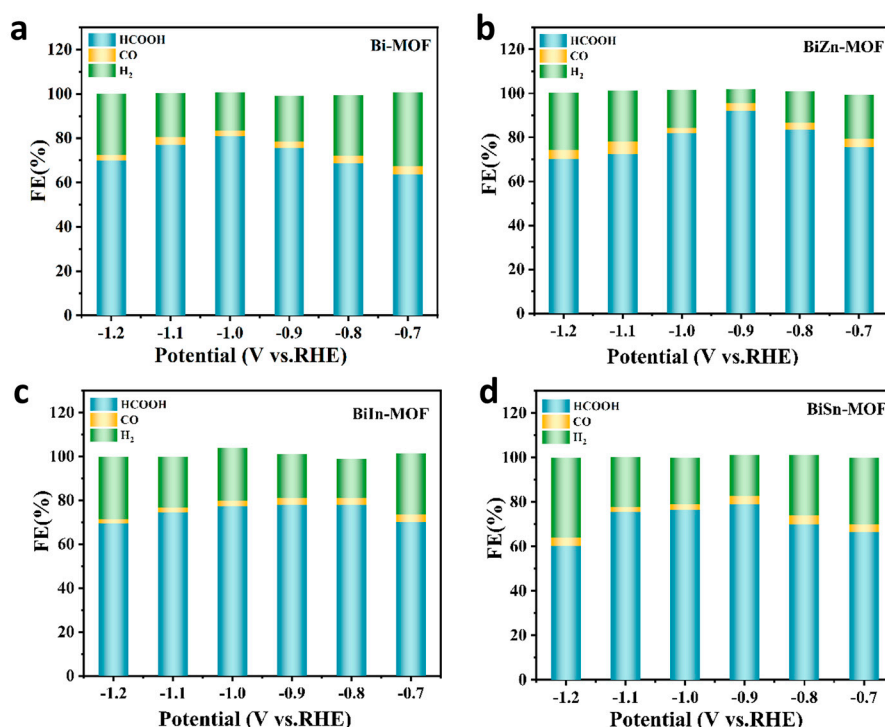 a
Bi-MOF
HCOOH
CO
H2
120
100
80
60
40
20
0
FE(%)
-1.2 -1.1 -1.0 -0.9 -0.8 -0.7
Potential (V vs.RHE)
b
BiZn-MOF
HCOOH
CO
H2
120
100
80
60
40
20
0
FE(%)
-1.2 -1.1 -1.0 -0.9 -0.8 -0.7
Potential (V vs.RHE)
c
BiIn-MOF
HCOOH
CO
H2
120
100
80
60
40
20
0
FE(%)
-1.2 -1.1 -1.0 -0.9 -0.8 -0.7
Potential (V vs.RHE)
d
BiSn-MOF
HCOOH
CO
H2
120
100
80
60
40
20
0
FE(%)
-1.2 -1.1 -1.0 -0.9 -0.8 -0.7
Potential (V vs.RHE)